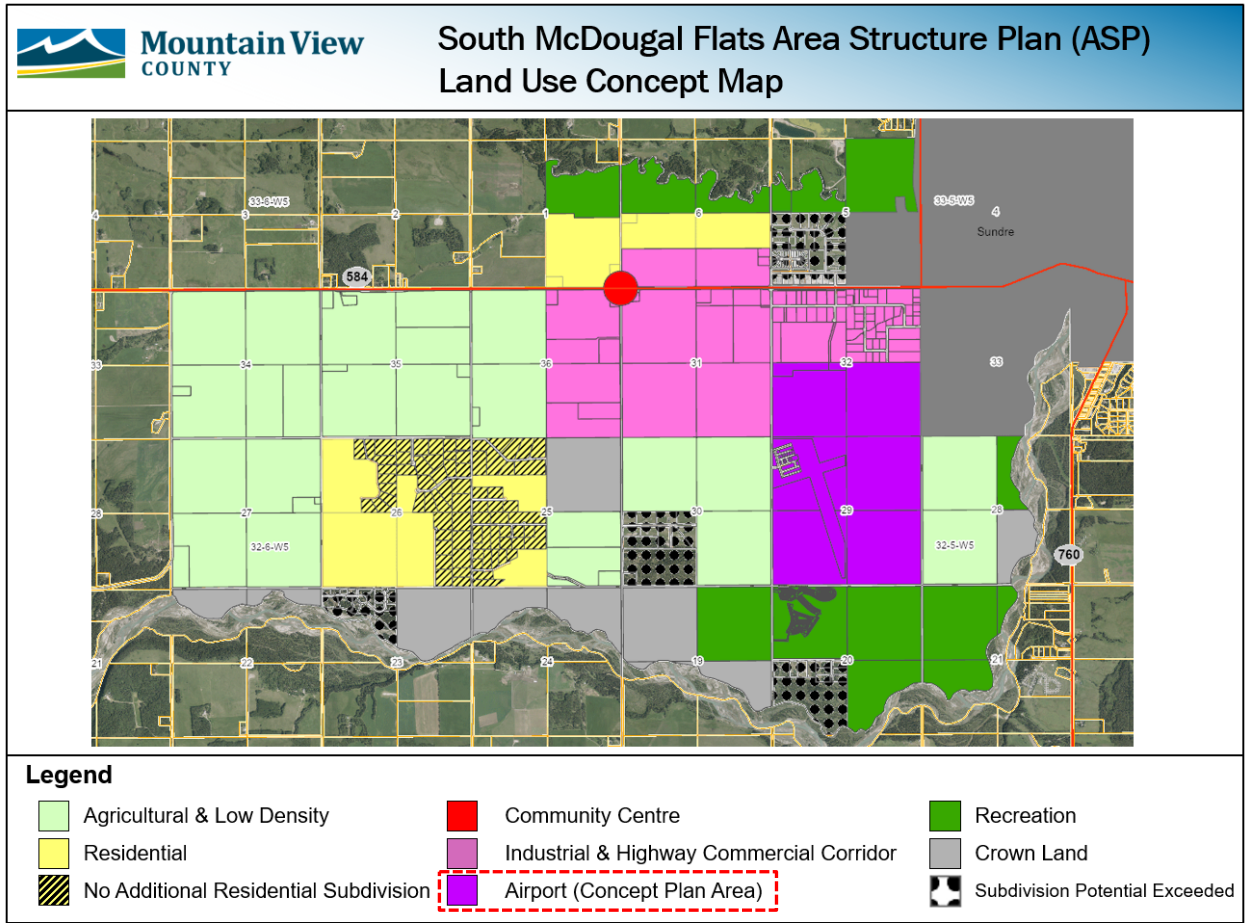 Mountain View
COUNTY
South McDougal Flats Area Structure Plan (ASP)
Land Use Concept Map
33-6-W5
33-5-W5
4
3
2
1
6
5
4
Sundre
584
33
34
35
36
31
32
33
28
27
26
25
30
29
28
32-6-W5
32-5-W5
760
21
22
23
24
19
20
21
Legend
Agricultural & Low Density
Community Centre
Recreation
Residential
Industrial & Highway Commercial Corridor
Crown Land
No Additional Residential Subdivision
Airport (Concept Plan Area)
Subdivision Potential Exceeded